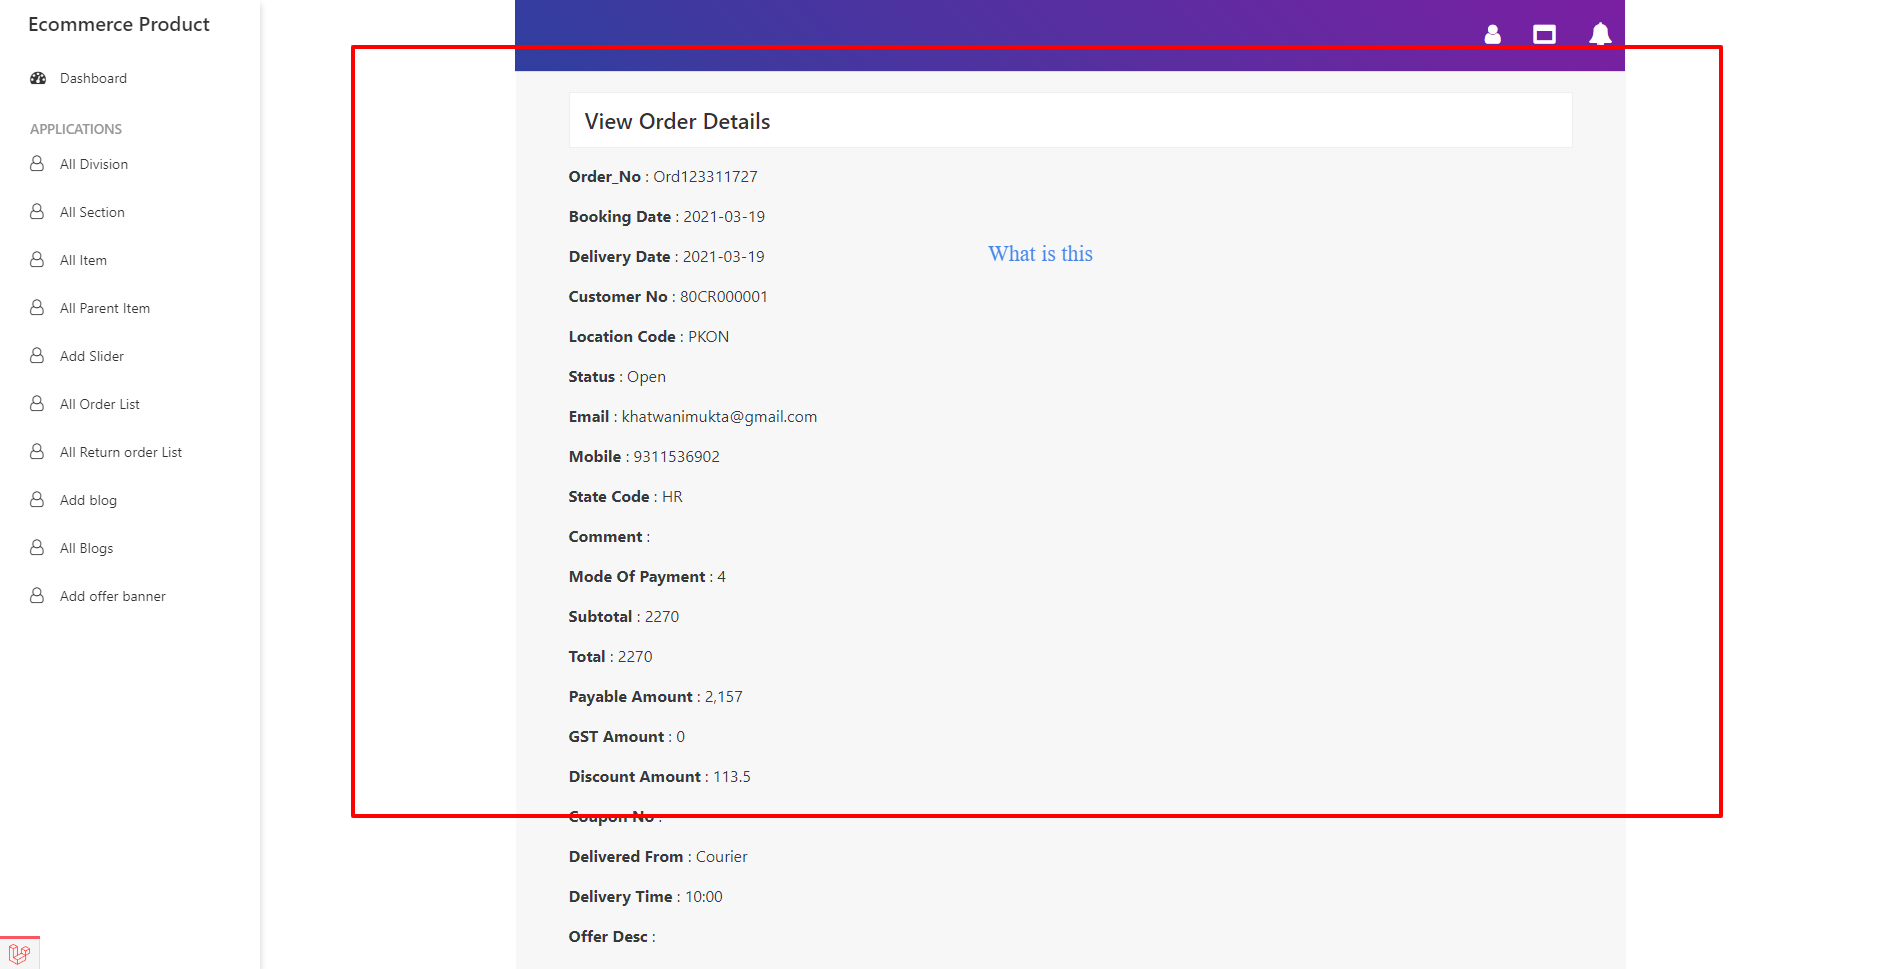 Ecommerce Product
Dashboard
APPLICATIONS
All Division
All Section
All Item
All Parent Item
Add Slider
All Order List
All Return order List
Add blog
All Blogs
Add offer banner
View Order Details
Order_No : Ord123311727
Booking Date : 2021-03-19
Delivery Date : 2021-03-19
What is this
Customer No : 80CR000001
Location Code : PKON
Status : Open
Email : khatwanimukta@gmail.com
Mobile : 9311536902
State Code : HR
Comment :
Mode Of Payment : 4
Subtotal : 2270
Total : 2270
Payable Amount : 2,157
GST Amount : 0
Discount Amount : 113.5
Coupon No :
Delivered From : Courier
Delivery Time : 10:00
Offer Desc :